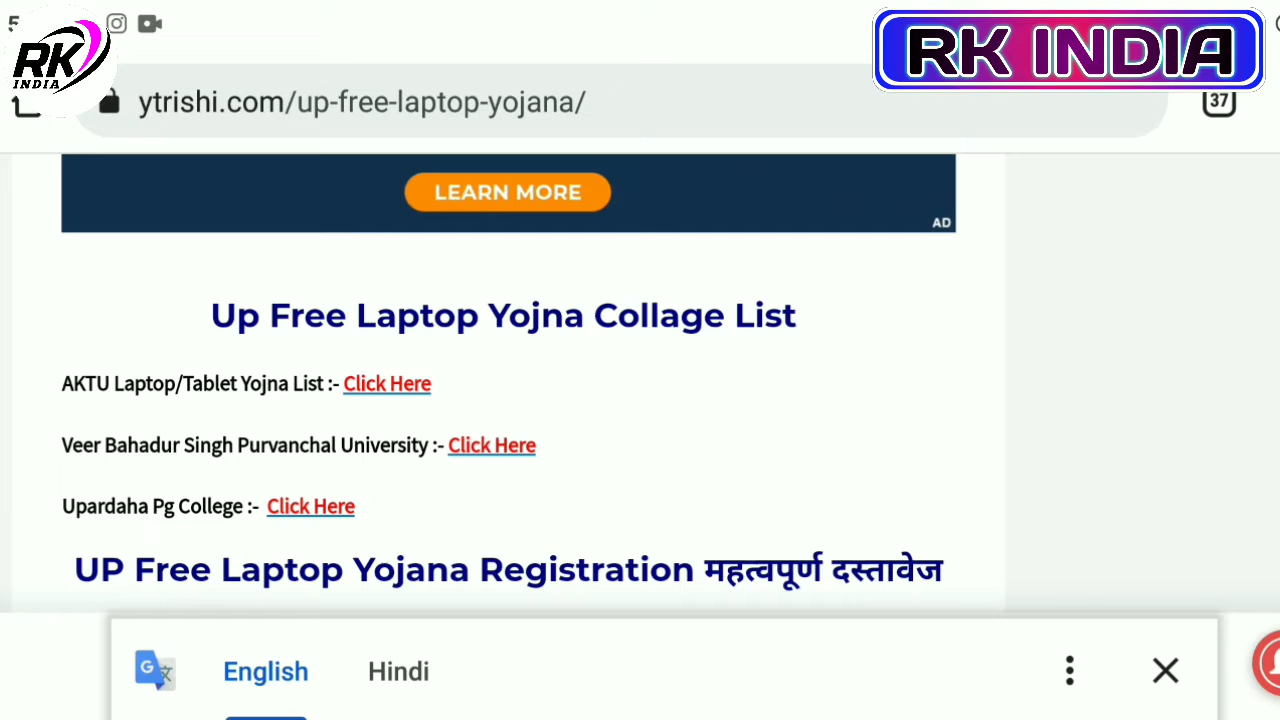 5
RK
INDIA
RK INDIA
ytrishi.com/up-free-laptop-yojana/
37
LEARN MORE
AD
Up Free Laptop Yojna Collage List
AKTU Laptop/Tablet Yojna List :- Click Here
Veer Bahadur Singh Purvanchal University :- Click Here
Upardaha Pg College :- Click Here
UP Free Laptop Yojana Registration महत्वपूर्ण दस्तावेज
G
English Hindi